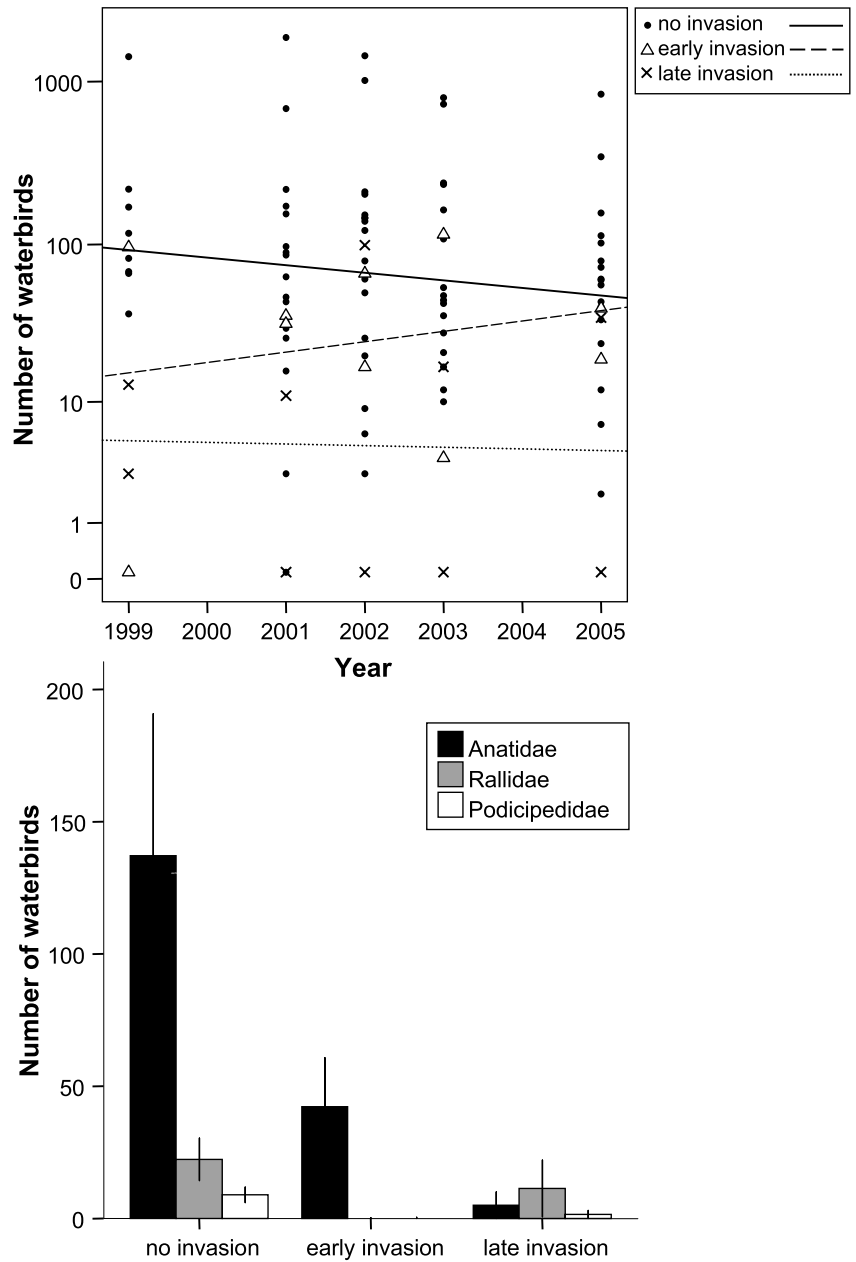 no invasion
early invasion
late invasion
1000
100
10
1
0
Number of waterbirds
1999 2000 2001 2002 2003 2004 2005
Year
200
150
100
50
0
Number of waterbirds
Anatidae
Rallidae
Podicipedidae
no invasion early invasion late invasion